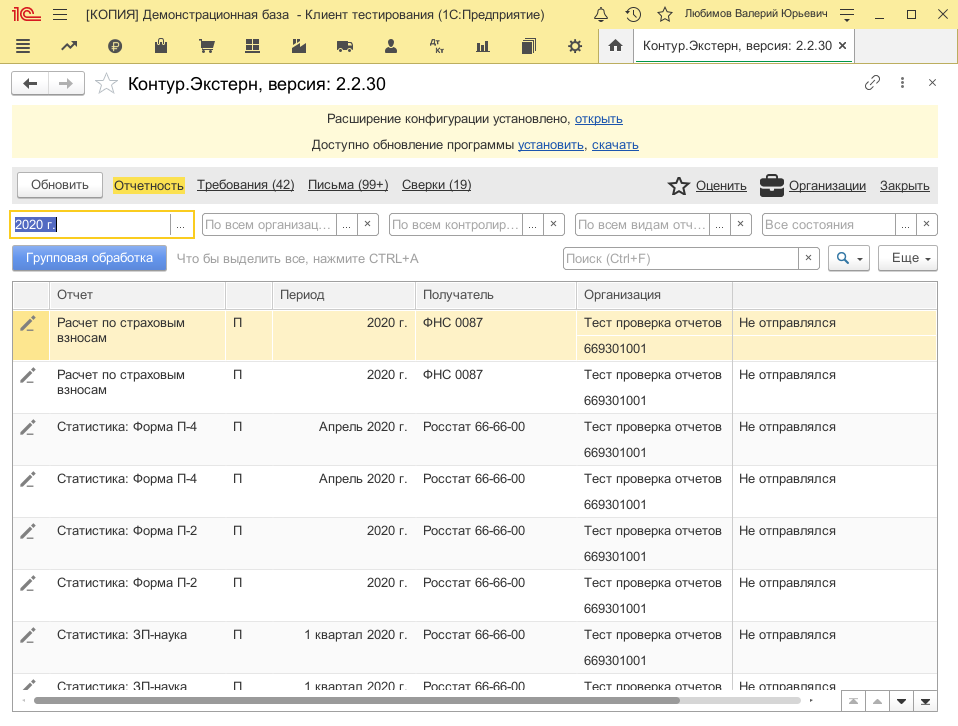 1С [КОПИЯ] Демонстрационная база - Клиент тестирования (1С:Предприятие) Любимов Валерий Юрьевич
Дт Кт Контур.Экстерн, версия: 2.2.30 ×
Контур.Экстерн, версия: 2.2.30
Расширение конфигурации установлено, открыть
Доступно обновление программы установить, скачать
Обновить Отчетность Требования (42) Письма (99+) Сверки (19) Оценить Организации Закрыть
2020 г. ... По всем организац... ... × По всем контролир... ... × По всем видам отч... ... × Все состояния ... ×
Групповая обработка Что бы выделить все, нажмите CTRL+A Поиск (Ctrl+F) × Еще
Отчет Период Получатель Организация
Расчет по страховым П 2020 г. ФНС 0087 Тест проверка отчетов Не отправлялся
взносам
669301001
Расчет по страховым П 2020 г. ФНС 0087 Тест проверка отчетов Не отправлялся
взносам
669301001
Статистика: Форма П-4 П Апрель 2020 г. Росстат 66-66-00 Тест проверка отчетов Не отправлялся
669301001
Статистика: Форма П-4 П Апрель 2020 г. Росстат 66-66-00 Тест проверка отчетов Не отправлялся
669301001
Статистика: Форма П-2 П 2020 г. Росстат 66-66-00 Тест проверка отчетов Не отправлялся
669301001
Статистика: Форма П-2 П 2020 г. Росстат 66-66-00 Тест проверка отчетов Не отправлялся
669301001
Статистика: ЗП-наука П 1 квартал 2020 г. Росстат 66-66-00 Тест проверка отчетов Не отправлялся
669301001
Статистика: ЗП-наука П 1 квартал 2020 г. Росстат 66-66-00 Тест проверка отчетов Не отправлялся